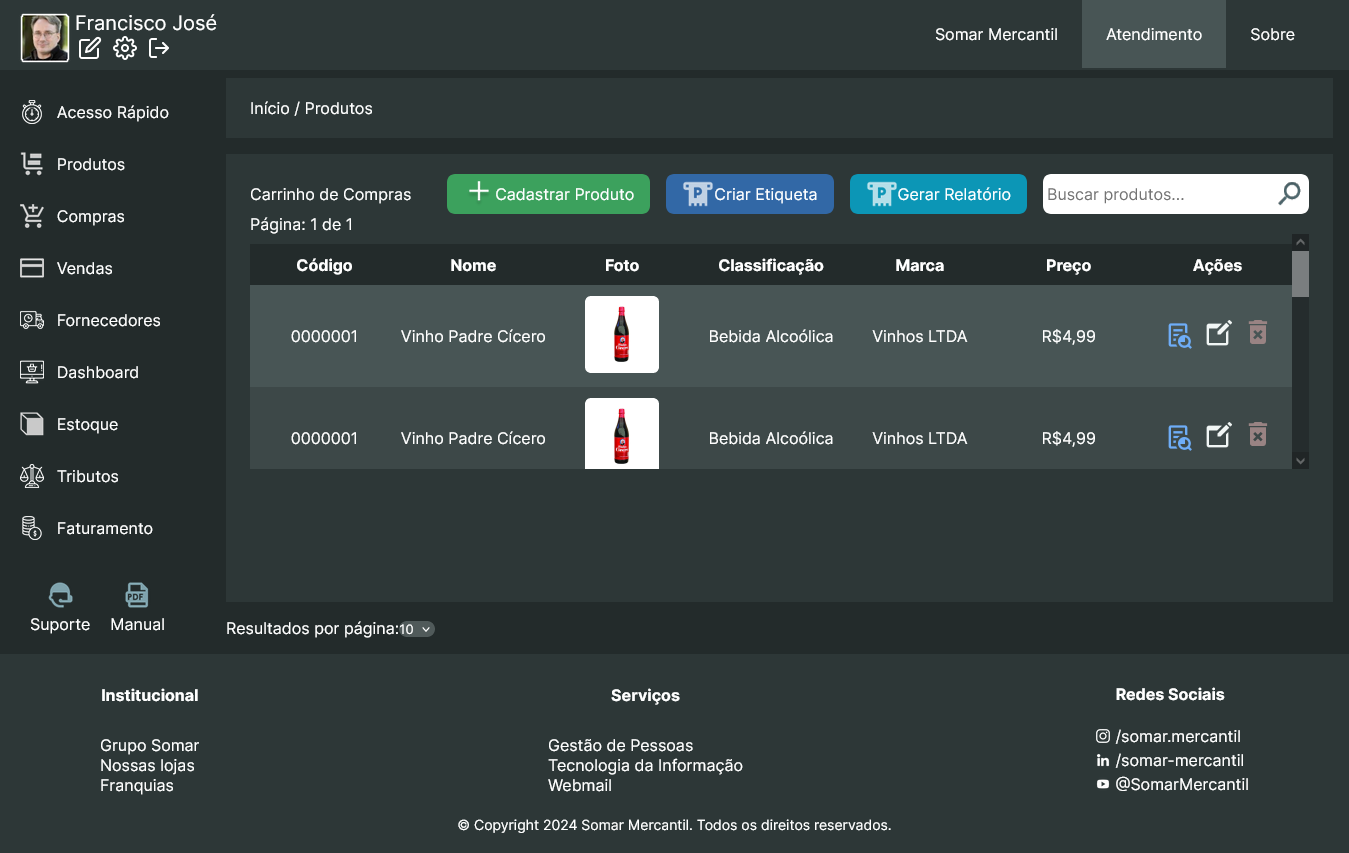 Francisco José
Somar Mercantil
Atendimento
Sobre
Acesso Rápido
Produtos
Compras
Vendas
Fornecedores
Dashboard
Estoque
Tributos
Faturamento
Suporte
PDF
Manual
Início / Produtos
Carrinho de Compras
Cadastrar Produto
P
Criar Etiqueta
P
Gerar Relatório
Buscar produtos...
Página: 1 de 1
Código Nome Foto Classificação Marca Preço Ações
0000001 Vinho Padre Cícero Bebida Alcoólica Vinhos LTDA R$4,99
0000001 Vinho Padre Cícero Bebida Alcoólica Vinhos LTDA R$4,99
Resultados por página:10
Institucional
Grupo Somar
Nossas lojas
Franquias
Serviços
Gestão de Pessoas
Tecnologia da Informação
Webmail
Redes Sociais
/somar.mercantil
in /somar-mercantil
@SomarMercantil
© Copyright 2024 Somar Mercantil. Todos os direitos reservados.